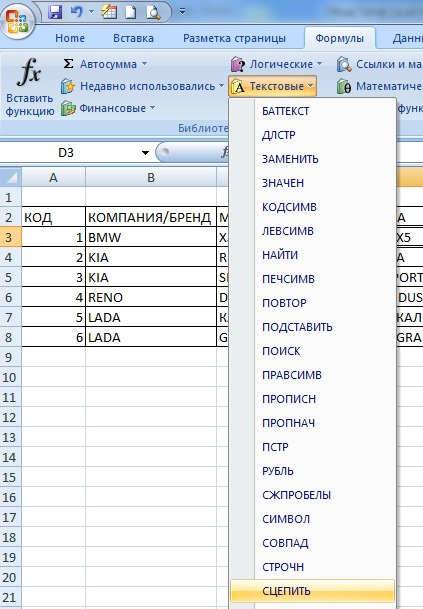 Home Вставка Разметка страницы Формулы Данн
Автосумма Логические Ссылки и ма
Недавно использовались Текстовые Математиче
Вставить функцию Финансовые фу
Библиоте
D3
A B
1
2 КОД КОМПАНИЯ/БРЕНД М А
3 1 BMW X X5
4 2 KIA R A
5 3 KIA S PORT
6 4 RENO D DUS
7 5 LADA К КАЛ
8 6 LADA G GRA
9
10
11
12
13
14
15
16
17
18
19
20
21
БАТТЕКСТ
ДЛСТР
ЗАМЕНИТЬ
ЗНАЧЕН
КОДСИМВ
ЛЕВСИМВ
НАЙТИ
ПЕЧСИМВ
ПОВТОР
ПОДСТАВИТЬ
ПОИСК
ПРАВСИМВ
ПРОПИСН
ПРОПНАЧ
ПСТР
РУБЛЬ
СЖПРОБЕЛЫ
СИМВОЛ
СОВПАД
СТРОЧН
СЦЕПИТЬ